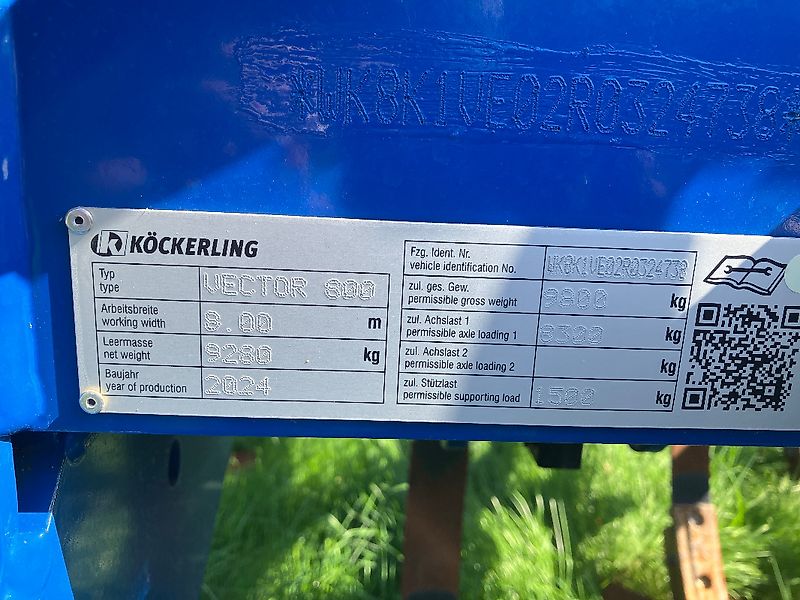 *WK8K1VE02R0324738*
KÖCKERLING
Typ
type
VECTOR 800
Arbeitsbreite
working width
8.00 m
Leermasse
net weight
9280 kg
Baujahr
year of production
2024
Fzg. Ident. Nr.
vehicle identification No.
WK8K1VE02R0324738
zul. ges. Gew.
permissible gross weight
9800 kg
zul. Achslast 1
permissible axle loading 1
8300 kg
zul. Achslast 2
permissible axle loading 2
kg
zul. Stützlast
permissible supporting load
1500 kg